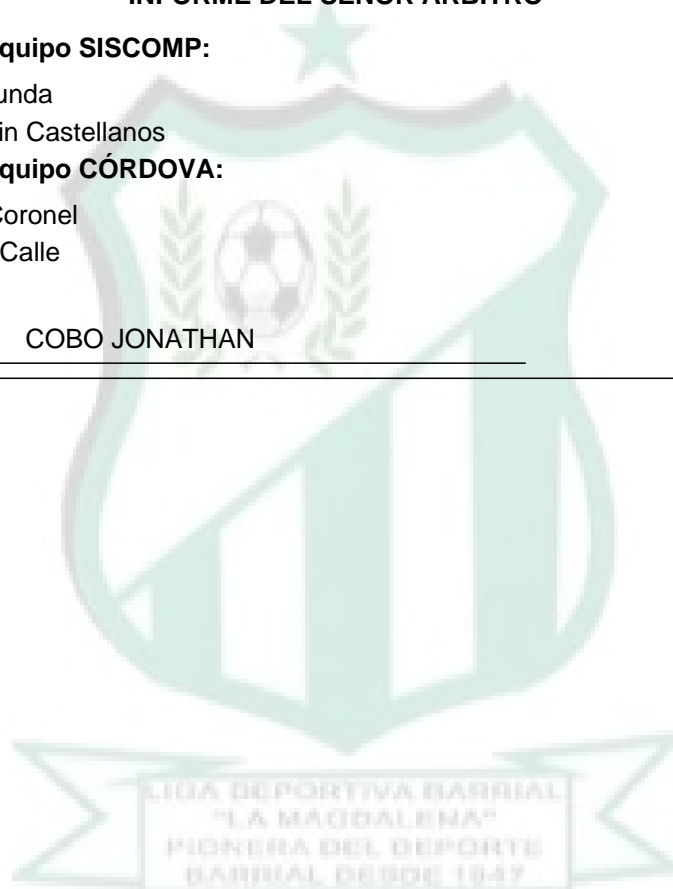 INFORME DEL SEÑOR ARBITRO
quipo SISCOMP:
unda
in Castellanos
quipo CÓRDOVA:
Coronel
Calle
COBO JONATHAN
LIGA DEPORTIVA BARRIAL
"LA MAGDALENA"
PIONERA DEL DEPORTE
BARRIAL DESDE 1947